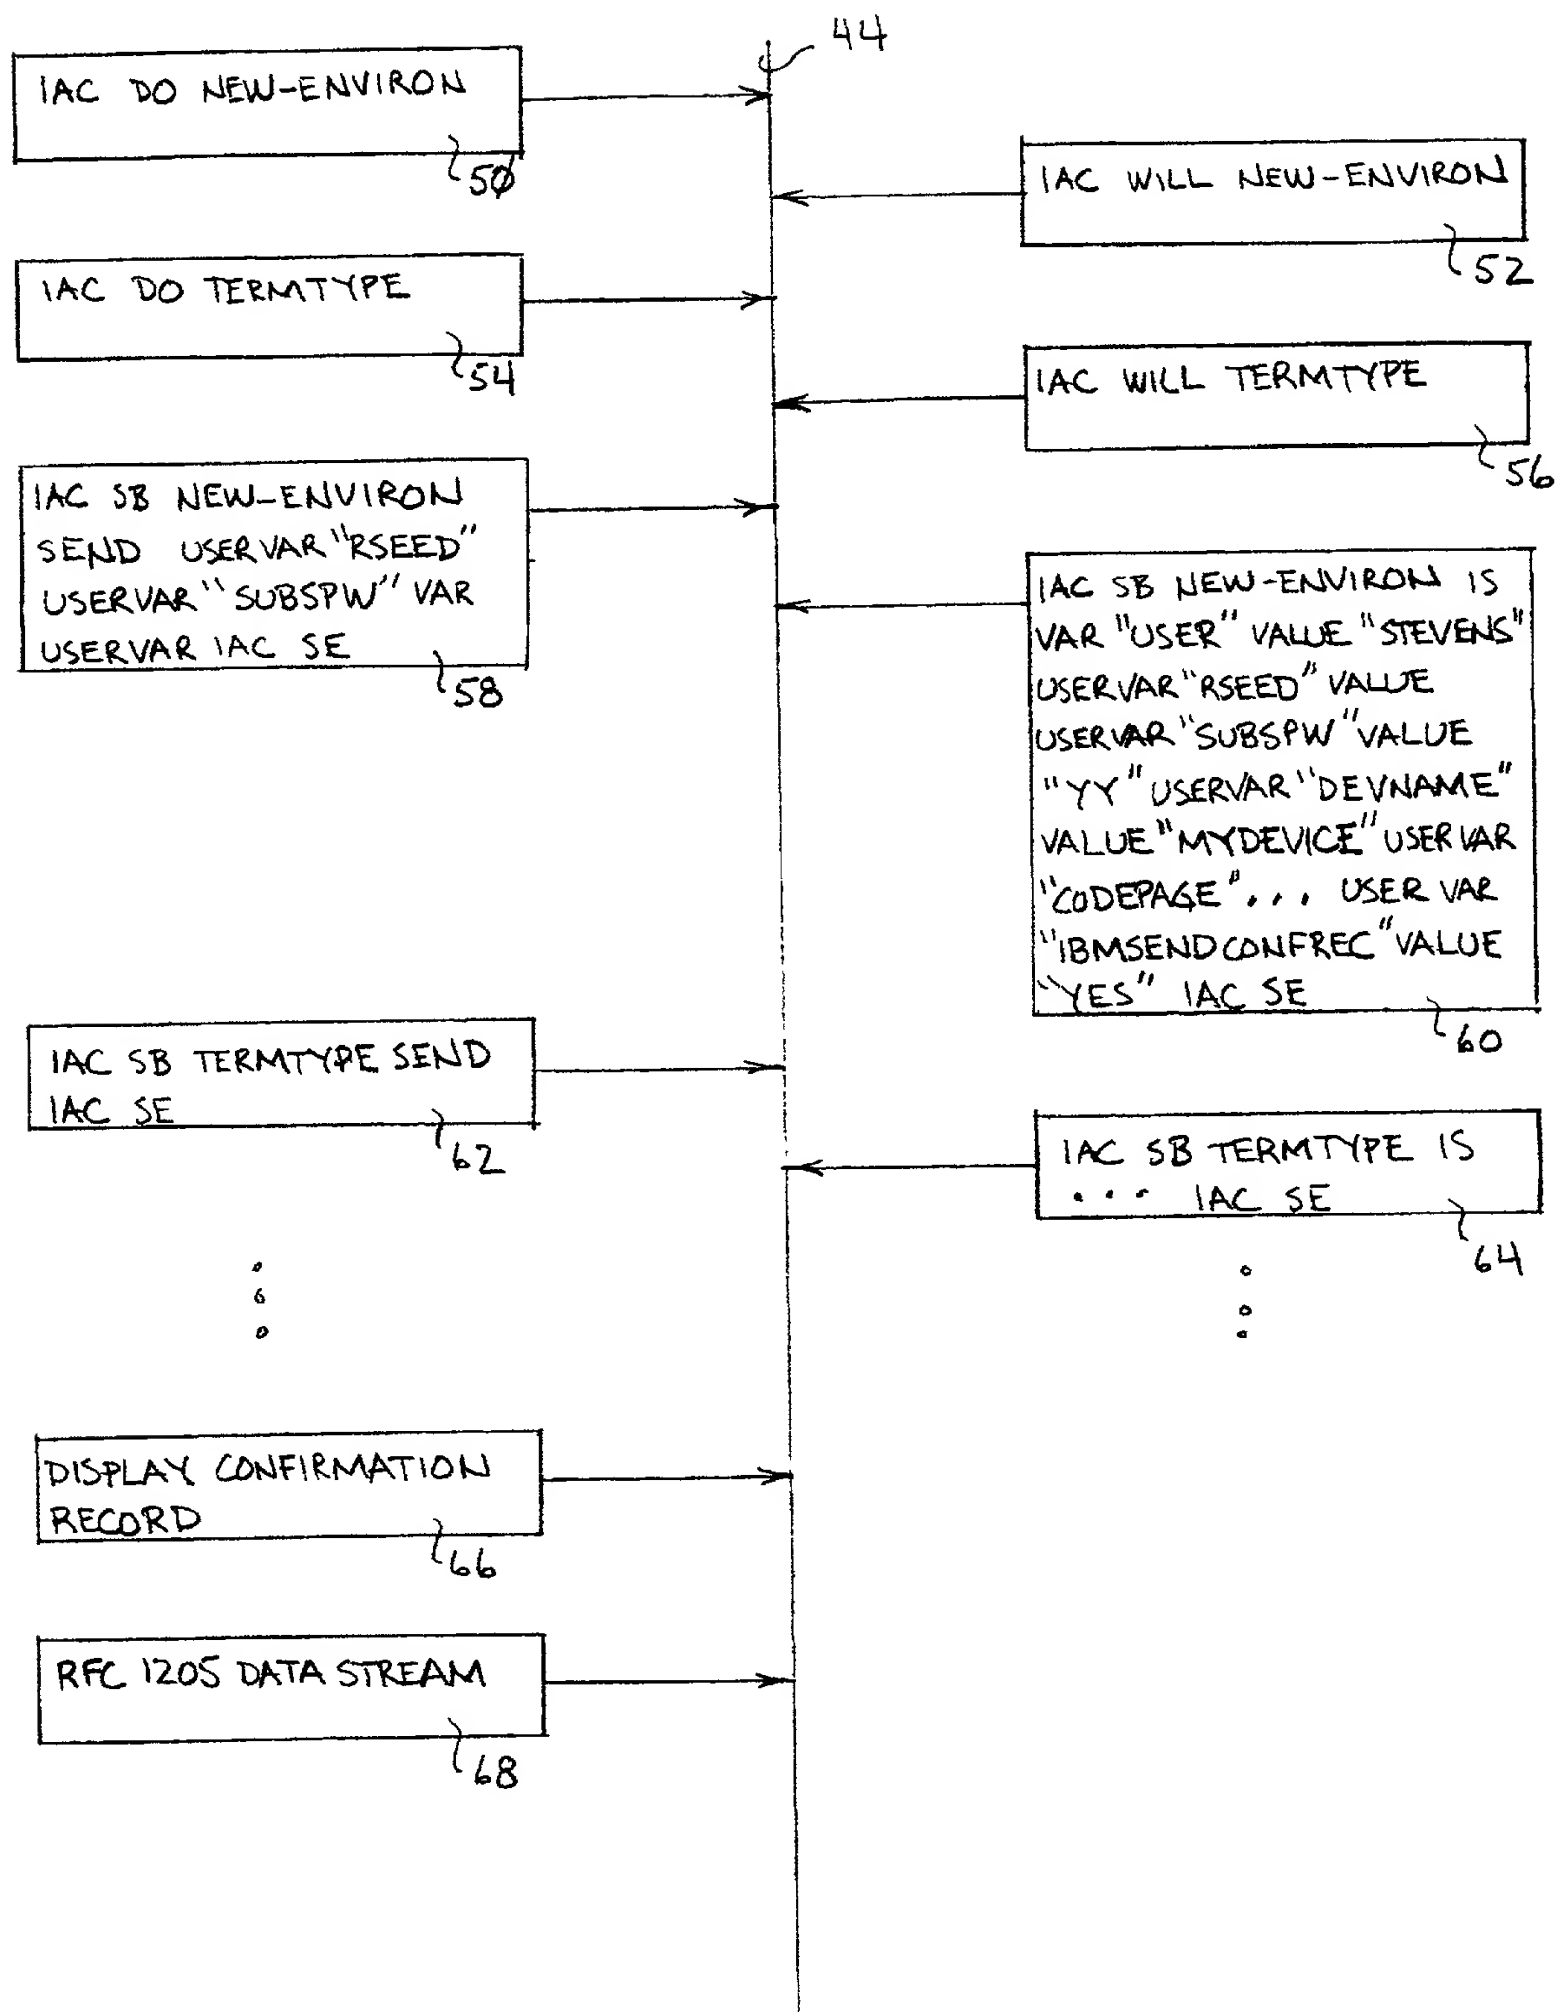 44
IAC DO NEW-ENVIRON
50
IAC WILL NEW-ENVIRON
52
IAC DO TERMTYPE
54
IAC WILL TERMTYPE
56
IAC SB NEW-ENVIRON
SEND USERVAR "RSEED"
USERVAR "SUBSPW" VAR
USERVAR IAC SE
58
IAC SB NEW-ENVIRON IS
VAR "USER" VALUE "STEVENS"
USERVAR "RSEED" VALUE
USERVAR "SUBSPW" VALUE
"YY" USERVAR "DEVNAME"
VALUE "MYDEVICE" USERVAR
"CODEPAGE" ... USERVAR
"IBMSENDCONFREC" VALUE
"YES" IAC SE
60
IAC SB TERMTYPE SEND
IAC SE
62
IAC SB TERMTYPE IS
... IAC SE
64
DISPLAY CONFIRMATION
RECORD
66
RFC 1205 DATA STREAM
68